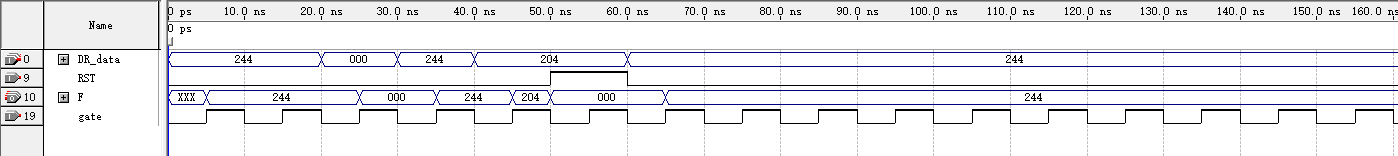 Name
0 ps 10.0 ns 20.0 ns 30.0 ns 40.0 ns 50.0 ns 60.0 ns 70.0 ns 80.0 ns 90.0 ns 100.0 ns 110.0 ns 120.0 ns 130.0 ns 140.0 ns 150.0 ns 160.0 ns
0 ps
0 DR_data 244 000 244 204 244
9 RST
10 F XXX 244 000 244 204 000 244
19 gate